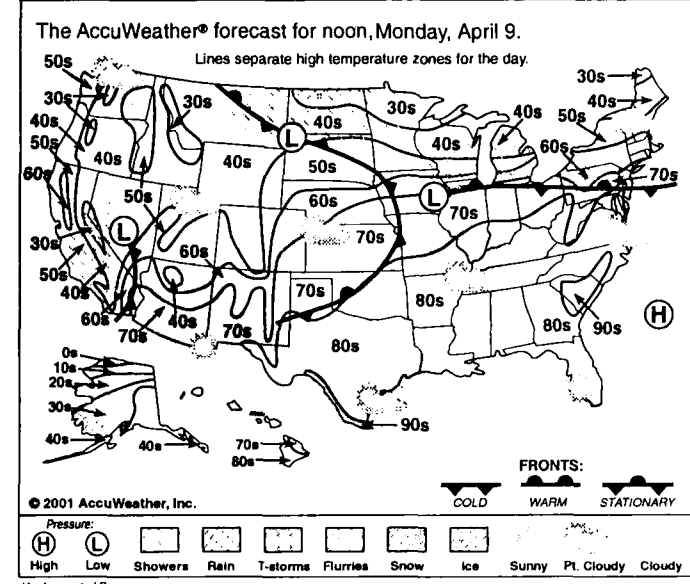 The AccuWeather® forecast for noon, Monday, April 9.
Lines separate high temperature zones for the day.
50s
30s
40s
50s
60s
30s
50s
40s
60s
40s
50s
30s
40s
50s
60s
70s
40s
70s
L
40s
50s
60s
70s
70s
80s
L
30s
40s
40s
L
70s
80s
80s
90s
90s
30s
40s
50s
60s
70s
H
0s
10s
20s
30s
40s
40s
70s
80s
FRONTS:
COLD WARM STATIONARY
© 2001 AccuWeather, Inc.
Pressure:
H L
High Low Showers Rain T-storms Flurries Snow Ice Sunny Pt. Cloudy Cloudy